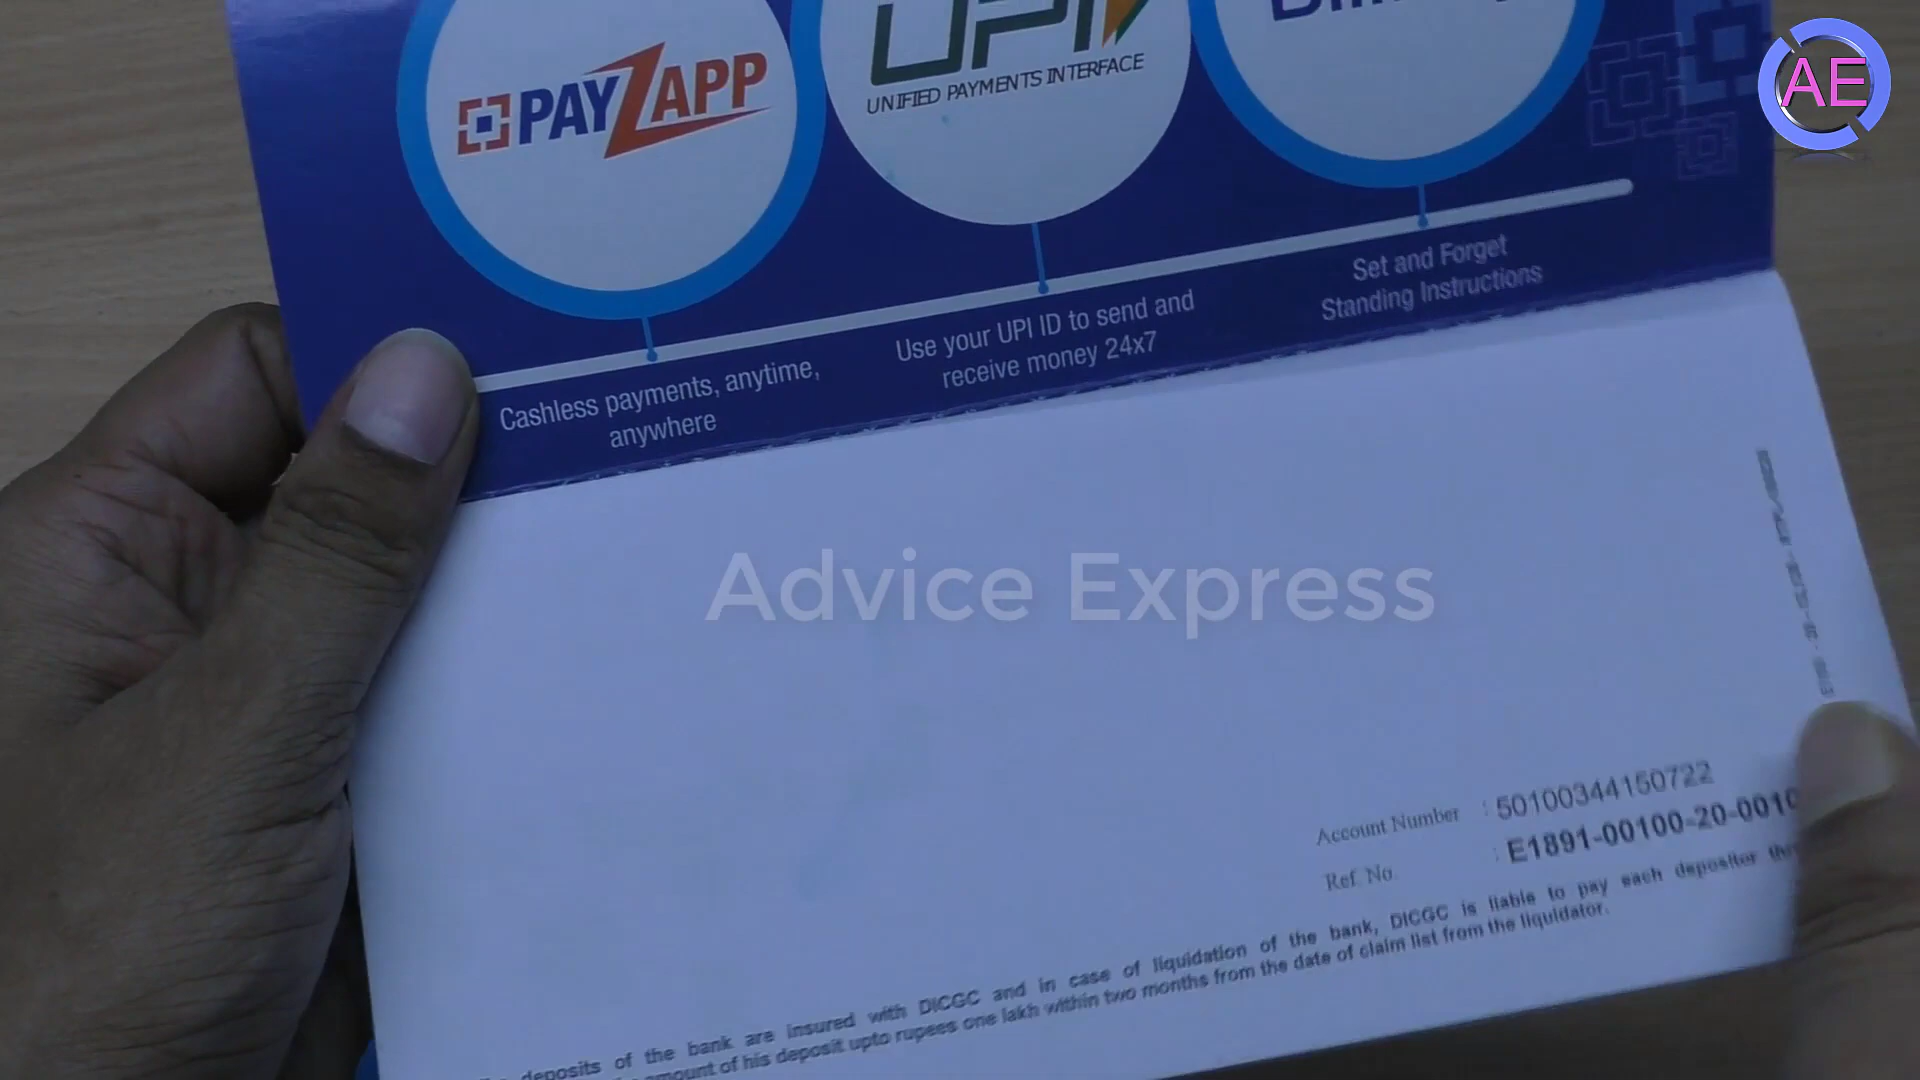 AE
PAYZAPP
UPI
UNIFIED PAYMENTS INTERFACE
Set and Forget
Standing Instructions
Use your UPI ID to send and
receive money 24x7
Cashless payments, anytime,
anywhere
Advice Express
Account Number : 50100344150722
Ref. No. : E1891-00100-20-0010
deposits of the bank are insured with DICGC and in case of liquidation of the bank, DICGC is liable to pay each depositor
amount of his deposit upto rupees one lakh within two months from the date of claim list from the liquidator.